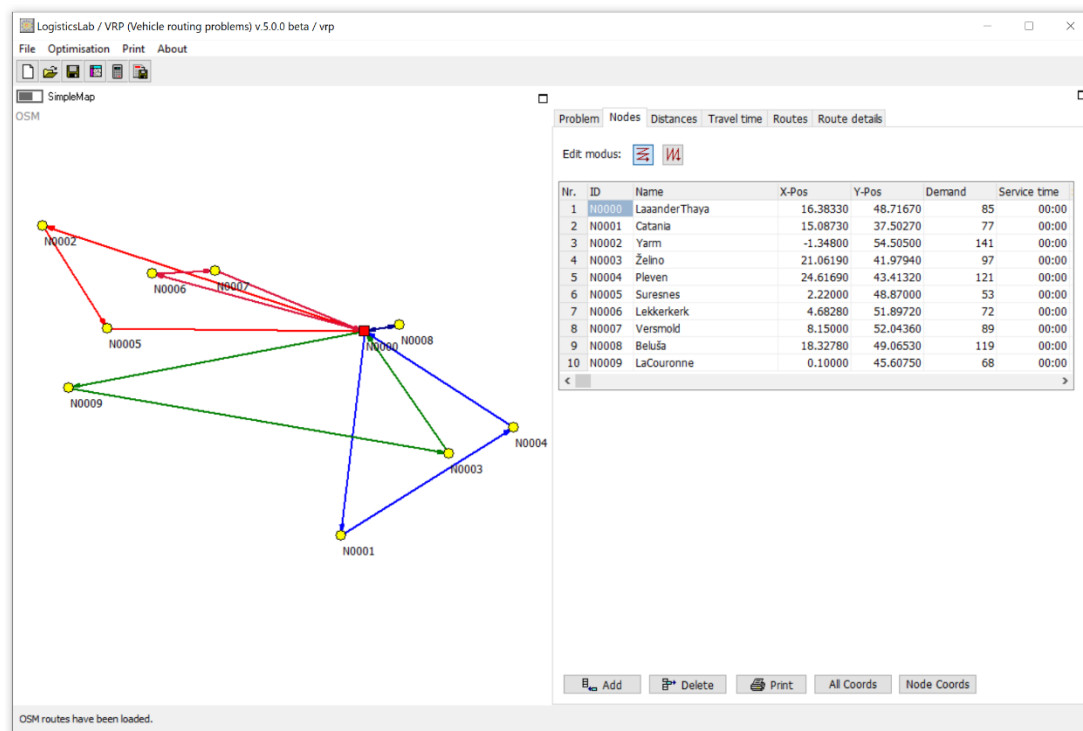 LogisticsLab / VRP (Vehicle routing problems) v.5.0.0 beta / vrp
File Optimisation Print About
SimpleMap
OSM
N0002
N0006
N0007
N0005
N0000
N0008
N0009
N0004
N0003
N0001
Problem Nodes Distances Travel time Routes Route details
Edit modus:
Nr. ID Name X-Pos Y-Pos Demand Service time
1 N0000 LaaanderThaya 16.38330 48.71670 85 00:00
2 N0001 Catania 15.08730 37.50270 77 00:00
3 N0002 Yarm -1.34800 54.50500 141 00:00
4 N0003 Želino 21.06190 41.97940 97 00:00
5 N0004 Pleven 24.61690 43.41320 121 00:00
6 N0005 Suresnes 2.22000 48.87000 53 00:00
7 N0006 Lekkerkerk 4.68280 51.89720 72 00:00
8 N0007 Versmold 8.15000 52.04360 89 00:00
9 N0008 Beluša 18.32780 49.06530 119 00:00
10 N0009 LaCouronne 0.10000 45.60750 68 00:00
Add Delete Print All Coords Node Coords
OSM routes have been loaded.